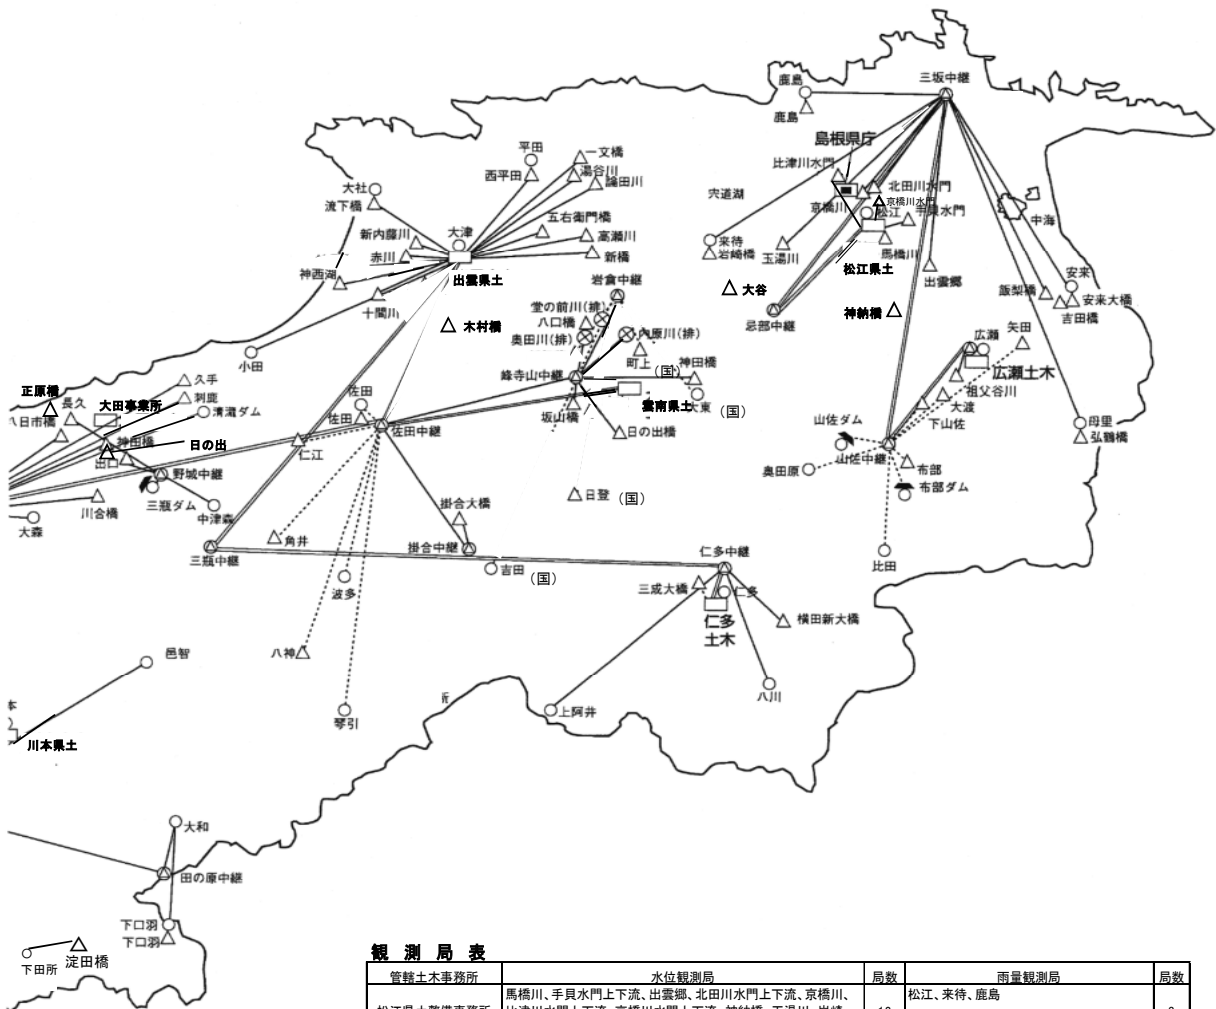 鹿島
三坂中継
鹿島
島根県庁
平田
一文橋
比津川水門
西平田
湯谷川
論田川
大社
北田川水門
宍道湖
京橋川水門
流下橋
京橋川
松江
手貝水門
五右衛門橋
中海
新内藤川
大津
高瀬川
来待
馬橋川
赤川
新橋
岩崎橋
玉湯川
神西湖
出雲県土
岩倉中継
松江県土
出雲郷
安来
十間川
大谷
飯梨橋
安来大橋
堂の前川(排)
神納橋
吉田橋
木村橋
八口橋
忌部中継
矢田
奥田川(排)
内原川(排)
広瀬
小田
町上
神田橋
峰寺山中継
(国)
広瀬土木
久手
正原橋
佐田
祖父谷川
刺鹿
雲南県土
大東
(国)
長久
大田事業所
清瀧ダム
佐田
坂山橋
大渡
山佐ダム
下山佐
母里
八日市橋
佐田中継
日の出橋
神田橋
日の出
仁江
弘鶴橋
出口
山佐中継
野城中継
奥田原
布部
布部ダム
三瓶ダム
日登
(国)
川合橋
掛合大橋
中津森
大森
角井
掛合中継
仁多中継
三瓶中継
比田
吉田
(国)
波多
三成大橋
仁多
仁多
土木
横田新大橋
八神
邑智
八川
本
所
上阿井
琴引
川本県土
大和
田の原中継
下口羽
下口羽
淀田橋
下田所
観測局表
管轄土木事務所 水位観測局 局数 雨量観測局 局数
馬橋川、手貝水門上下流、出雲郷、北田川水門上下流、京橋川、 松江、来待、鹿島